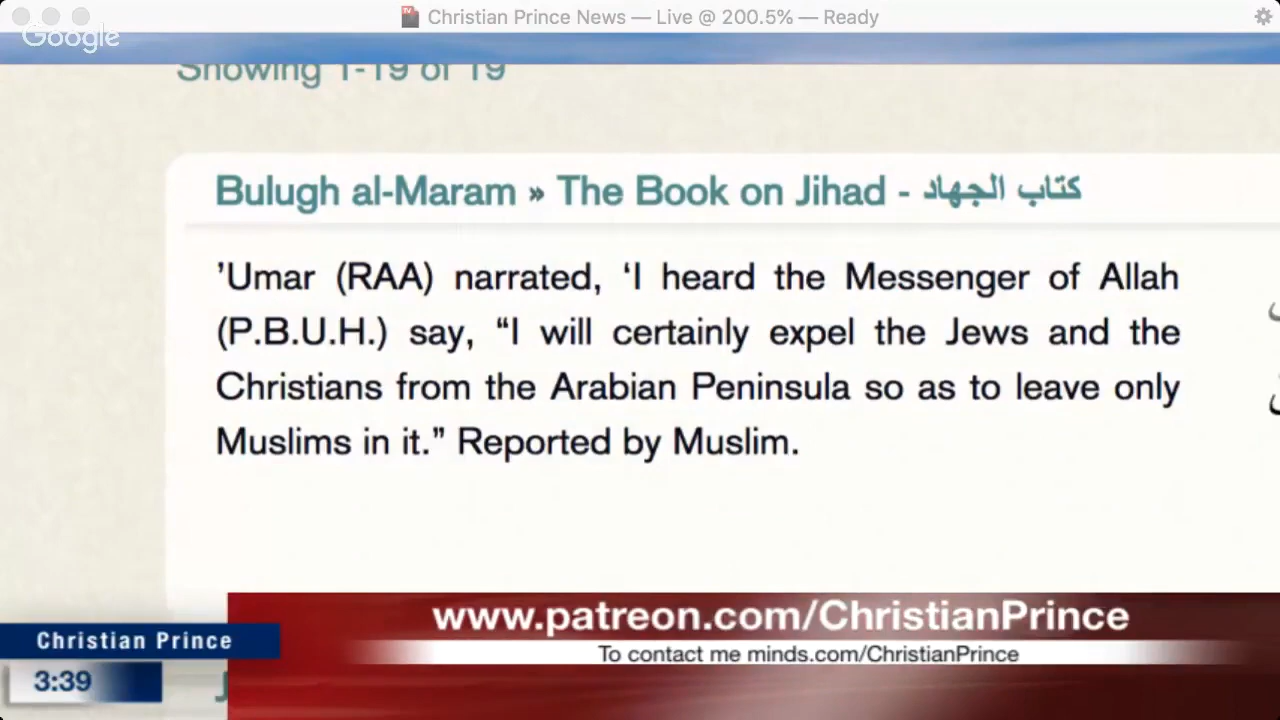 Christian Prince News — Live @ 200.5% — Ready
Google
Showing 1-19 of 19
Bulugh al-Maram » The Book on Jihad - كتاب الجهاد
’Umar (RAA) narrated, ‘I heard the Messenger of Allah
(P.B.U.H.) say, “I will certainly expel the Jews and the
Christians from the Arabian Peninsula so as to leave only
Muslims in it.” Reported by Muslim.
www.patreon.com/ChristianPrince
Christian Prince
To contact me minds.com/ChristianPrince
3:39